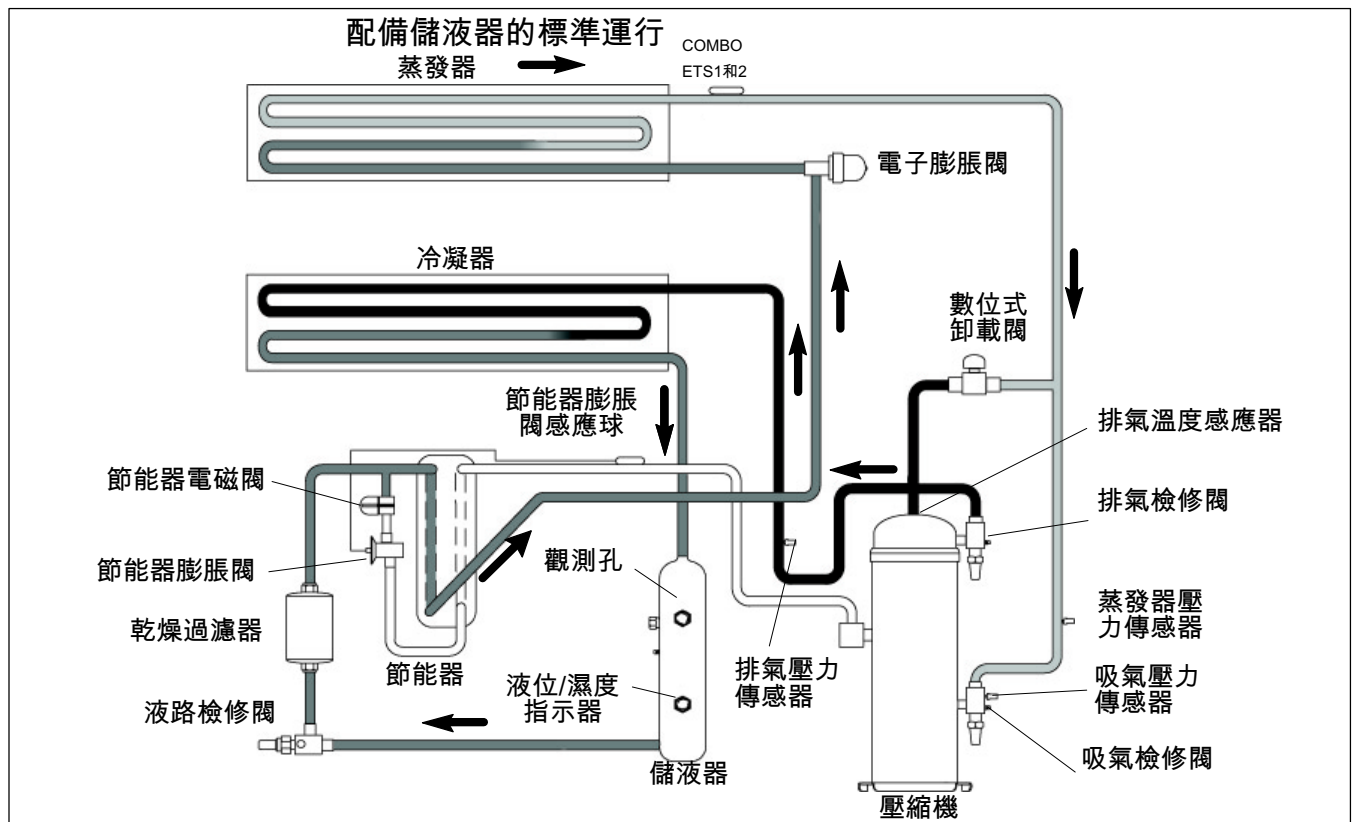 配備儲液器的標準運行
COMBO
ETS1和2
蒸發器
電子膨脹閥
冷凝器
數位式
卸載閥
節能器膨脹
閥感應球
排氣溫度感應器
節能器電磁閥
排氣檢修閥
觀測孔
節能器膨脹閥
蒸發器壓
力傳感器
乾燥過濾器
節能器
排氣壓力
傳感器
液位/濕度
指示器
吸氣壓力
傳感器
液路檢修閥
吸氣檢修閥
儲液器
壓縮機